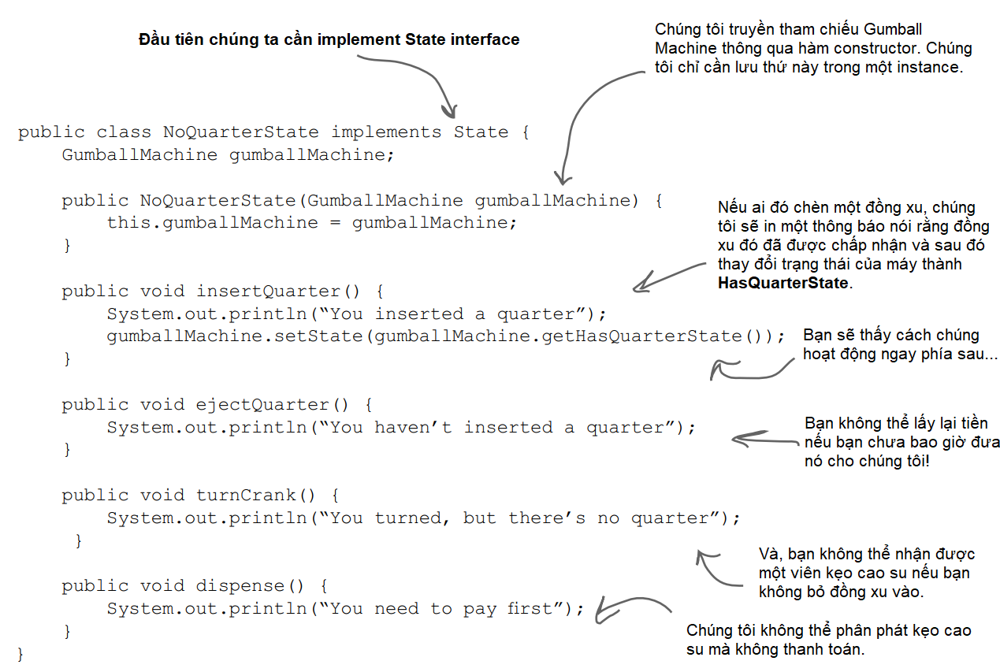 Đầu tiên chúng ta cần implement State interface
Chúng tôi truyền tham chiếu Gumball
Machine thông qua hàm constructor. Chúng
tôi chỉ cần lưu thứ này trong một instance.
public class NoQuarterState implements State {
GumballMachine gumballMachine;
public NoQuarterState(GumballMachine gumballMachine) {
this.gumballMachine = gumballMachine;
}
Nếu ai đó chèn một đồng xu, chúng
tôi sẽ in một thông báo nói rằng đồng
xu đó đã được chấp nhận và sau đó
thay đổi trạng thái của máy thành
HasQuarterState.
public void insertQuarter() {
System.out.println(“You inserted a quarter”);
gumballMachine.setState(gumballMachine.getHasQuarterState());
}
Bạn sẽ thấy cách chúng
hoạt động ngay phía sau...
public void ejectQuarter() {
System.out.println(“You haven’t inserted a quarter”);
}
Bạn không thể lấy lại tiền
nếu bạn chưa bao giờ đưa
nó cho chúng tôi!
public void turnCrank() {
System.out.println(“You turned, but there’s no quarter”);
}
Và, bạn không thể nhận được
một viên kẹo cao su nếu bạn
không bỏ đồng xu vào.
public void dispense() {
System.out.println(“You need to pay first”);
}
Chúng tôi không thể phân phát kẹo cao
su mà không thanh toán.
}